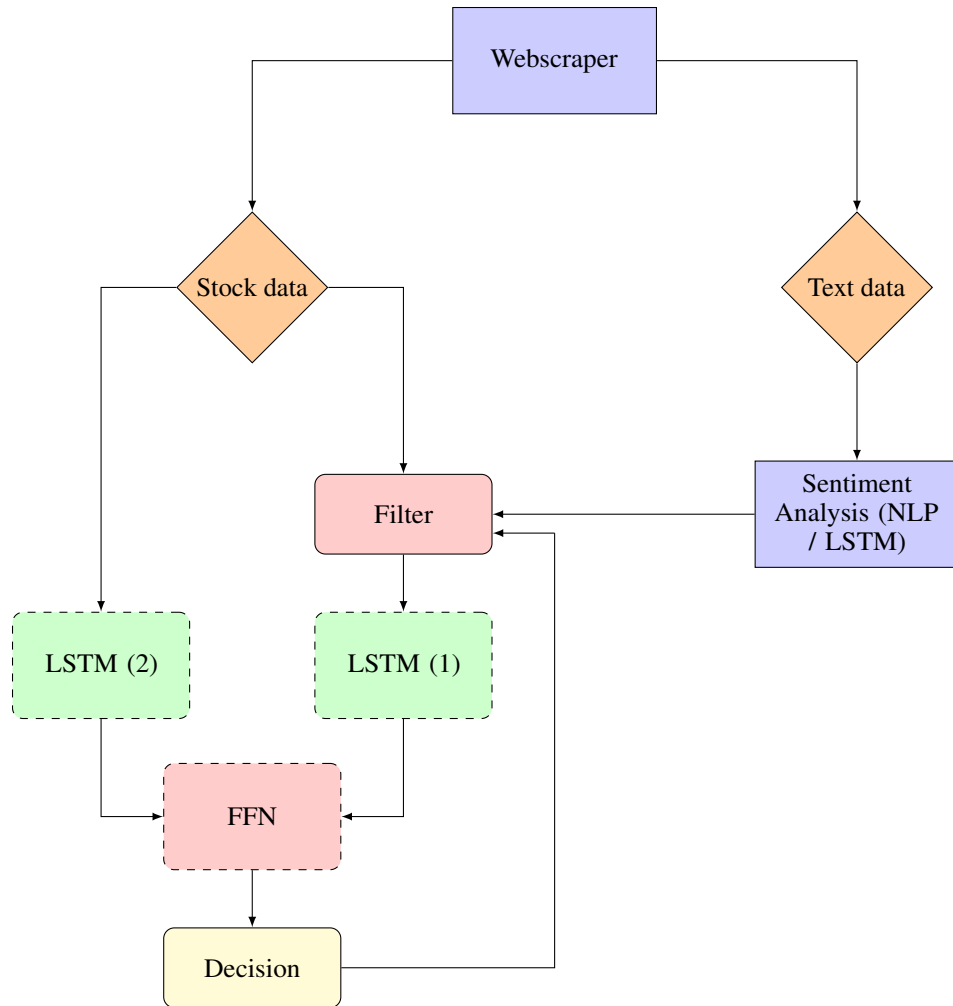 Webscraper
Stock data
Text data
Sentiment
Analysis (NLP
/ LSTM)
Filter
LSTM (2)
LSTM (1)
FFN
Decision